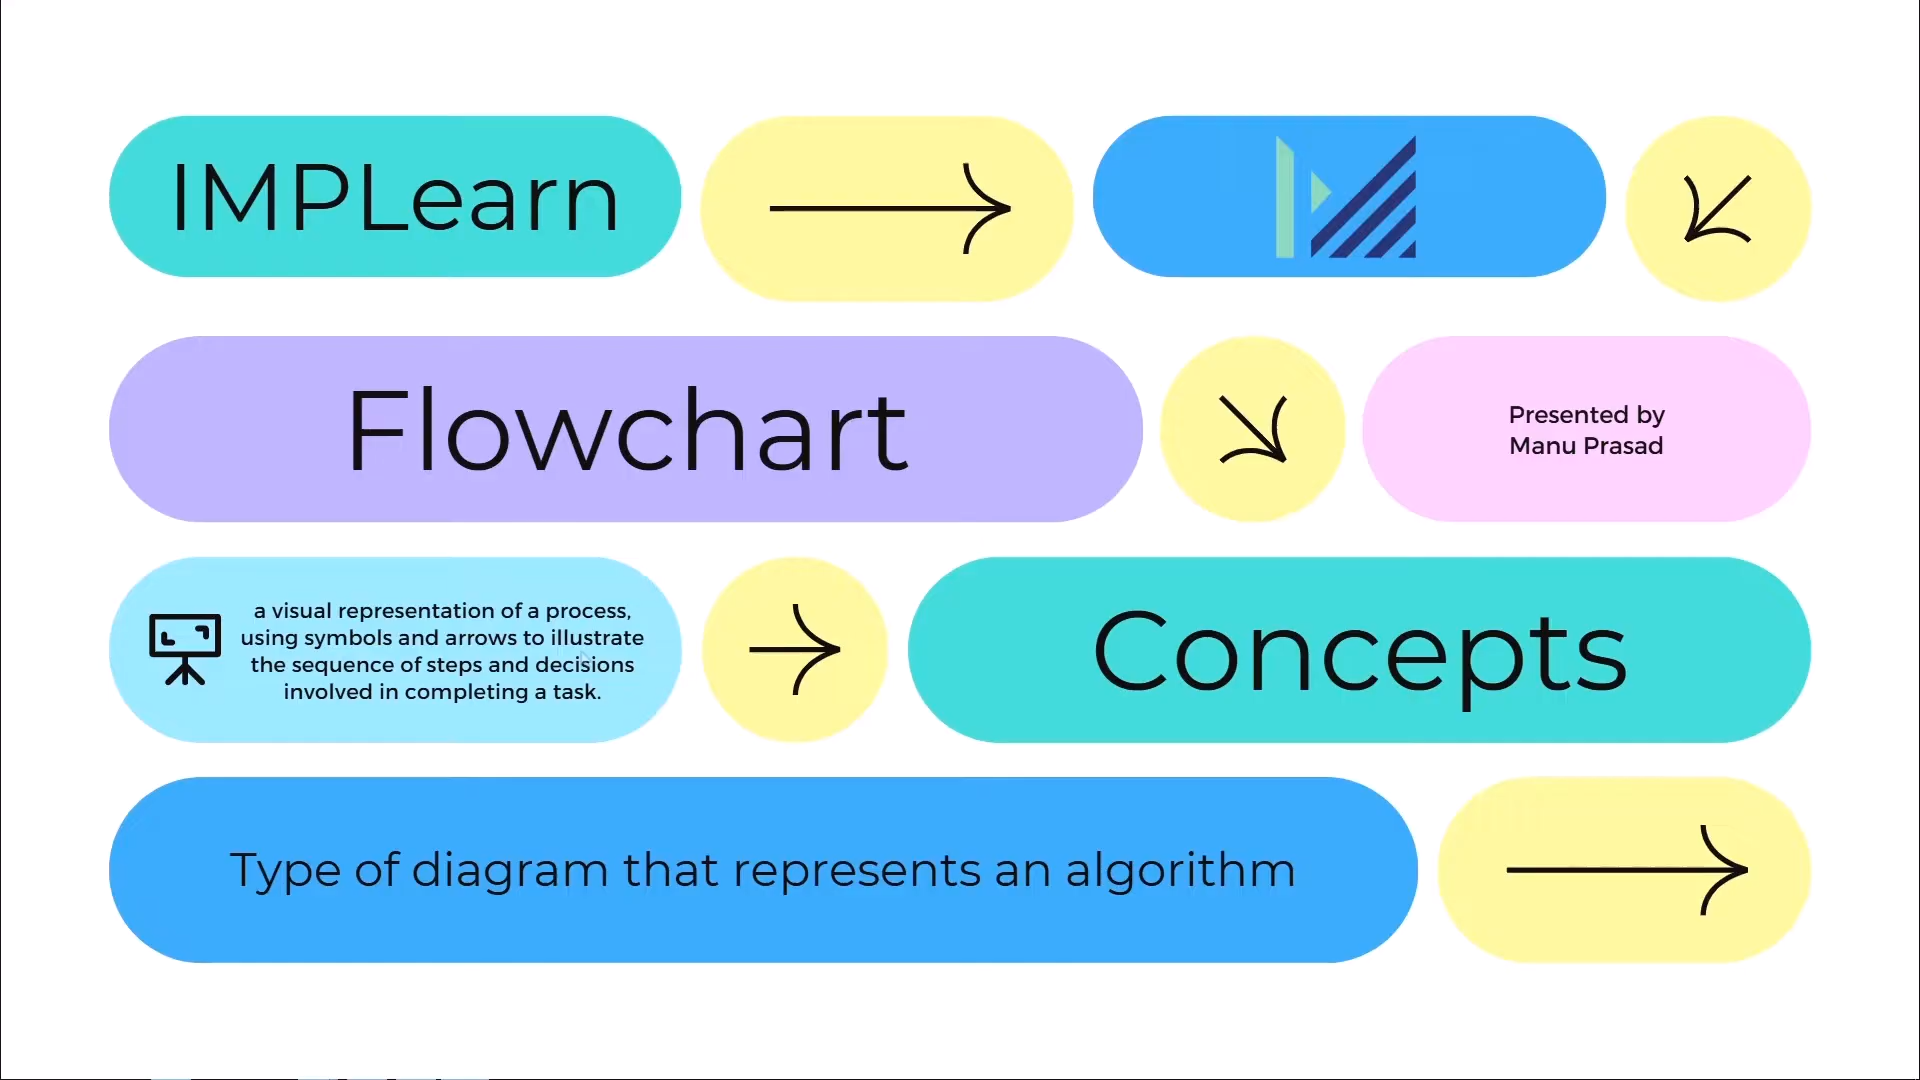 IMPLearn
Flowchart
Presented by
Manu Prasad
a visual representation of a process,
using symbols and arrows to illustrate
the sequence of steps and decisions
involved in completing a task.
Concepts
Type of diagram that represents an algorithm